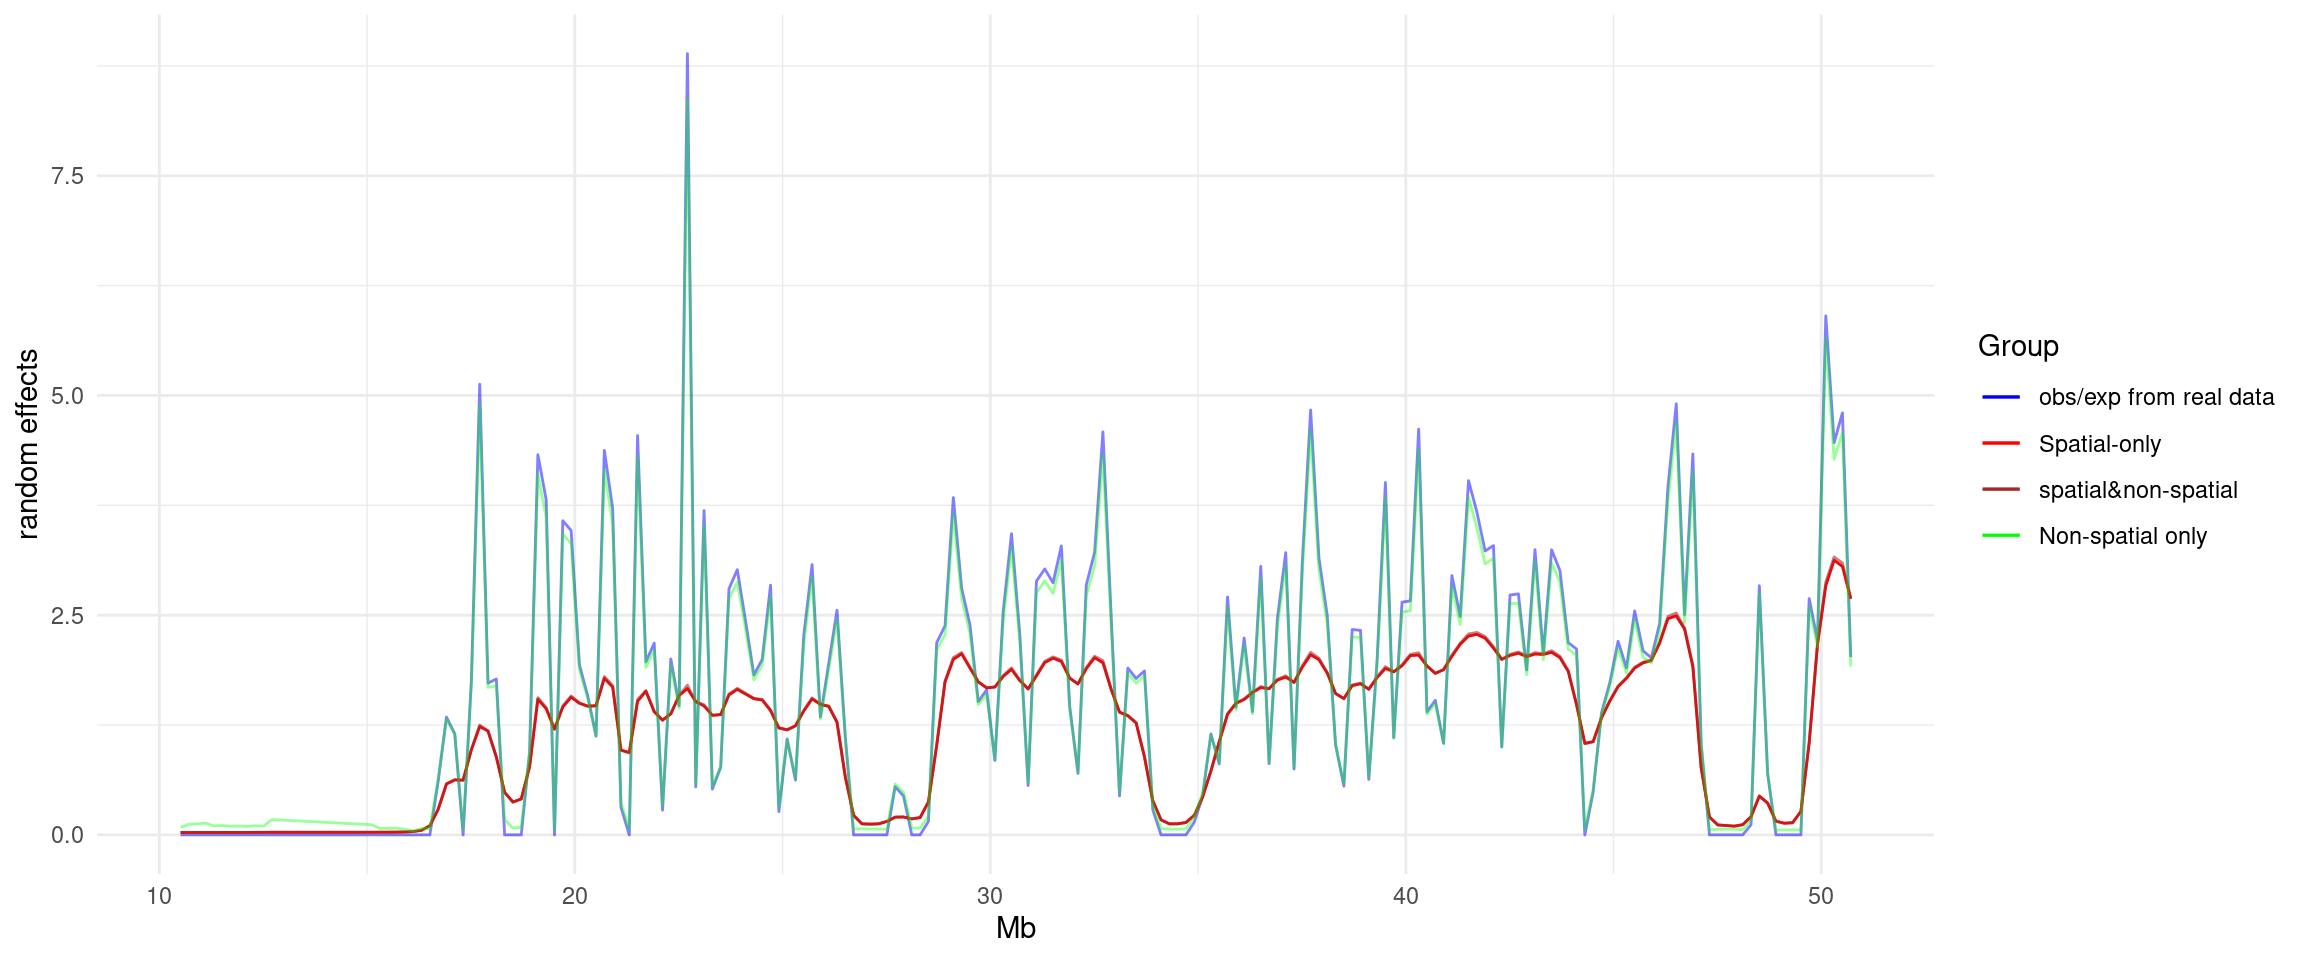 7.5
5.0
2.5
0.0
random effects
10
20
30
40
50
Mb
Group
obs/exp from real data
Spatial-only
spatial&non-spatial
Non-spatial only